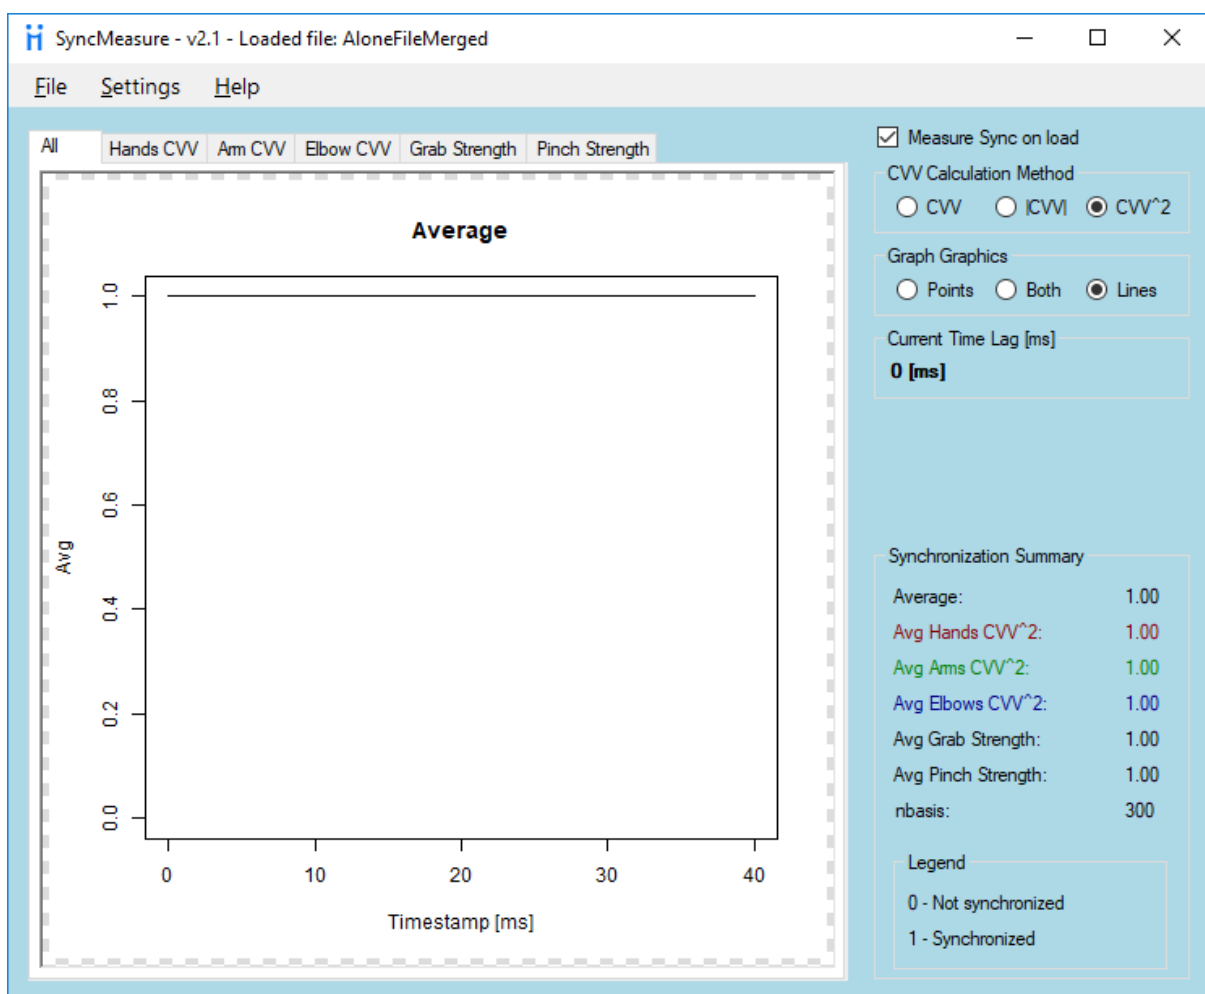 SyncMeasure - v2.1 - Loaded file: AloneFileMerged
File Settings Help
All Hands CVV Arm CVV Elbow CVV Grab Strength Pinch Strength
Average
1.0
0.8
0.6
0.4
0.2
0.0
Avg
0 10 20 30 40
Timestamp [ms]
Measure Sync on load
CVV Calculation Method
CVV |CVV| CVV^2
Graph Graphics
Points Both Lines
Current Time Lag [ms]
0 [ms]
Synchronization Summary
Average: 1.00
Avg Hands CVV^2: 1.00
Avg Arms CVV^2: 1.00
Avg Elbows CVV^2: 1.00
Avg Grab Strength: 1.00
Avg Pinch Strength: 1.00
nbasis: 300
Legend
0 - Not synchronized
1 - Synchronized